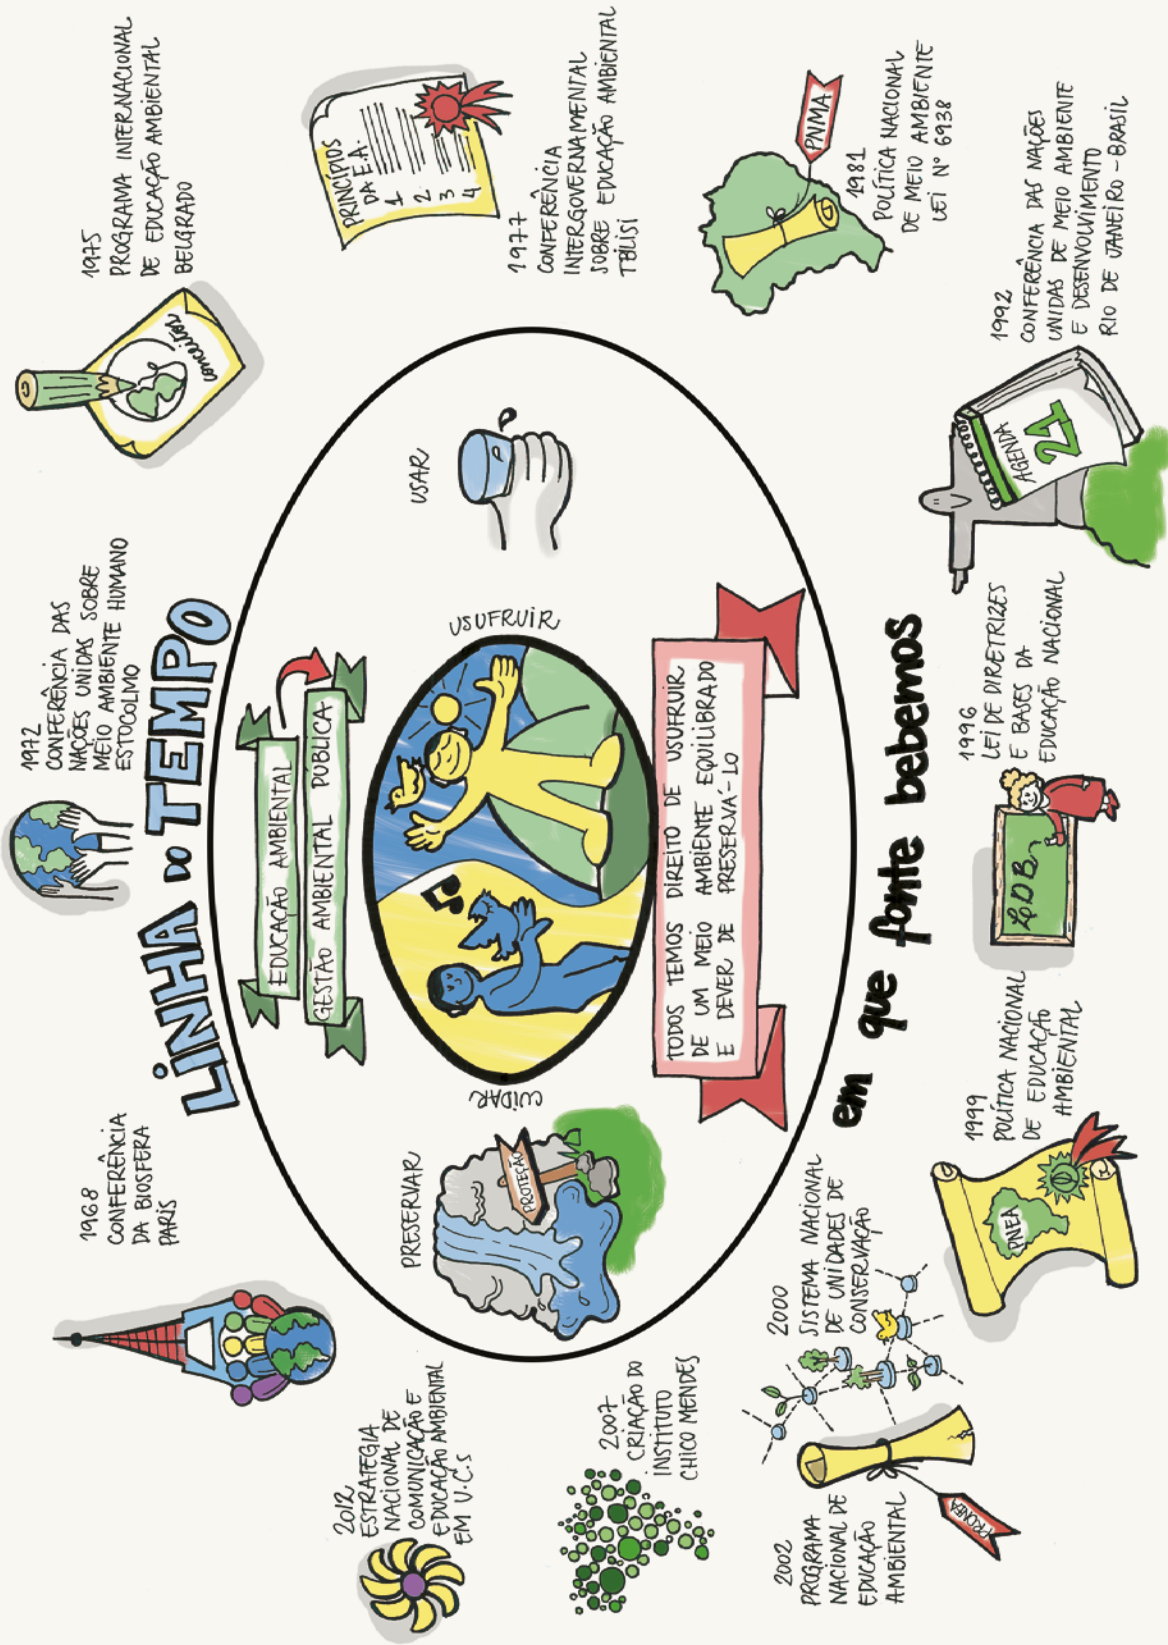 LINHA DO TEMPO
1968
CONFERÊNCIA
DA BIOSFERA
PARIS
1972
CONFERÊNCIA DAS
NAÇÕES UNIDAS SOBRE
MEIO AMBIENTE HUMANO
ESTOCOLMO
conceitos
1975
PROGRAMA INTERNACIONAL
DE EDUCAÇÃO AMBIENTAL
BELGRADO
PRINCÍPIOS
DA E.A.
1
2
3
4
1977
CONFERÊNCIA
INTERGOVERNAMENTAL
SOBRE EDUCAÇÃO AMBIENTAL
TBILISI
PNMA
1981
POLÍTICA NACIONAL
DE MEIO AMBIENTE
LEI Nº 6938
1992
CONFERÊNCIA DAS NAÇÕES
UNIDAS DE MEIO AMBIENTE
E DESENVOLVIMENTO
RIO DE JANEIRO - BRASIL
AGENDA
21
1996
LEI DE DIRETRIZES
E BASES DA
EDUCAÇÃO NACIONAL
LDB
1999
POLÍTICA NACIONAL
DE EDUCAÇÃO
AMBIENTAL
PNEA
2000
SISTEMA NACIONAL
DE UNIDADES DE
CONSERVAÇÃO
2002
PROGRAMA
NACIONAL DE
EDUCAÇÃO
AMBIENTAL
PRONEA
2007
CRIAÇÃO DO
INSTITUTO
CHICO MENDES
2012
ESTRATEGIA
NACIONAL DE
COMUNICAÇÃO E
EDUCAÇÃO AMBIENTAL
EM U.C.s
EDUCAÇÃO AMBIENTAL
GESTÃO AMBIENTAL PÚBLICA
PRESERVAR
PROTEÇÃO
CUIDAR
USUFRUIR
USAR
TODOS TEMOS DIREITO DE USUFRUIR
DE UM MEIO AMBIENTE EQUILIBRADO
E DEVER DE PRESERVÁ-LO
em que fonte bebemos